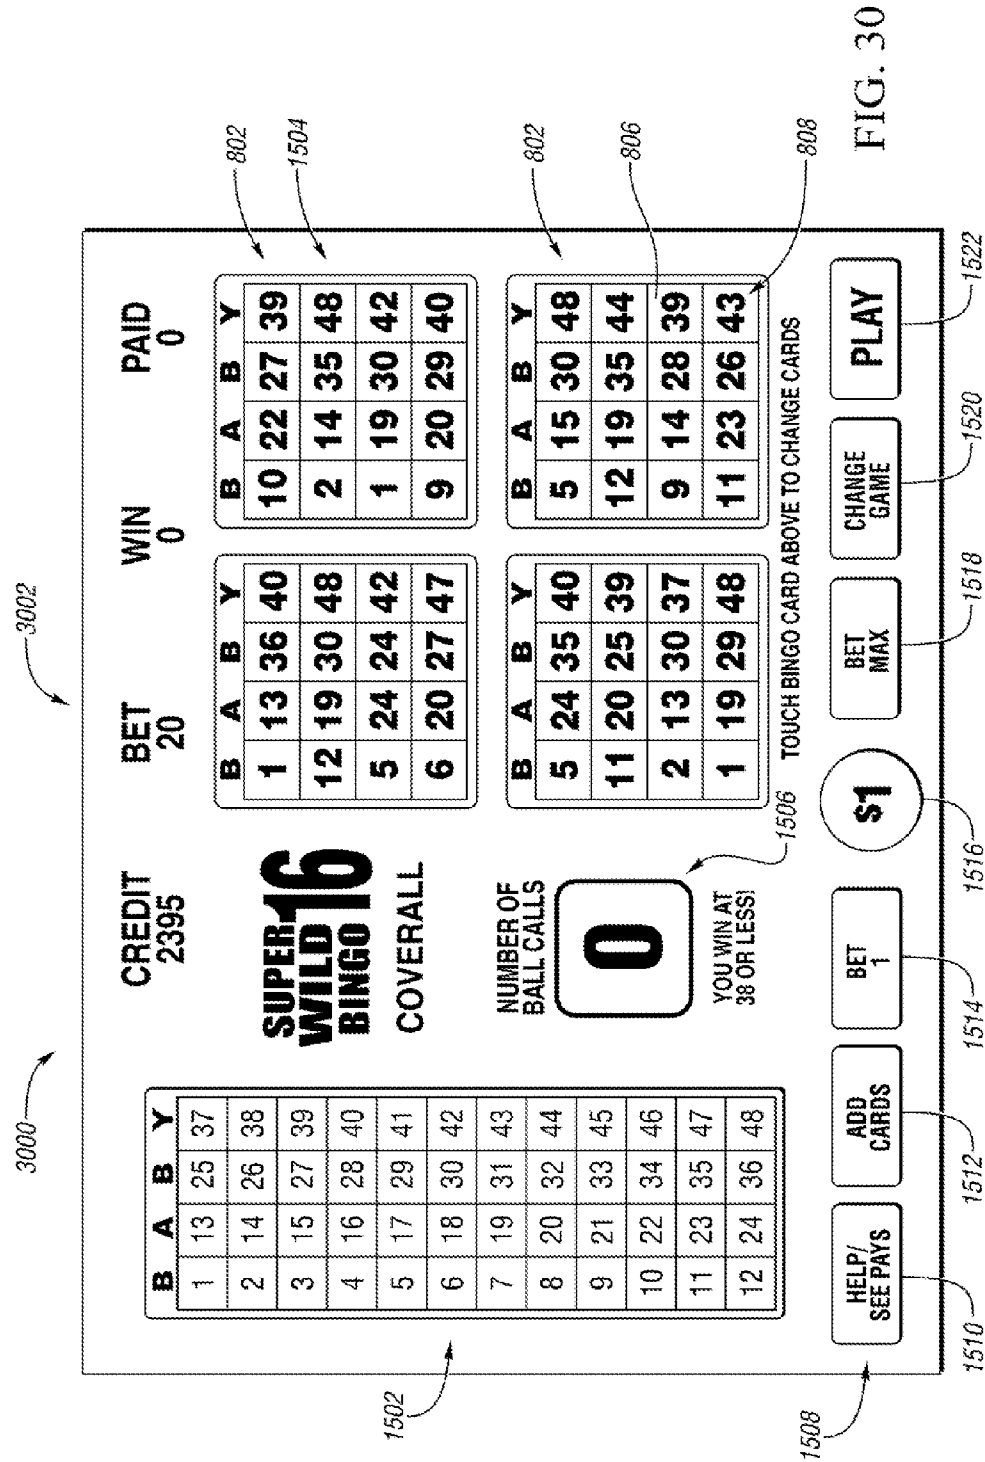 3000
3002
CREDIT BET WIN PAID
2395 20 0 0
802
1504
1502
B A B Y
1 13 25 37
2 14 26 38
3 15 27 39
4 16 28 40
5 17 29 41
6 18 30 42
7 19 31 43
8 20 32 44
9 21 33 45
10 22 34 46
11 23 35 47
12 24 36 48
SUPER
WILD
BINGO 16
COVERALL
B A B Y
1 13 36 40
12 19 30 48
5 24 24 42
6 20 27 47
B A B Y
10 22 27 39
2 14 35 48
1 19 30 42
9 20 29 40
NUMBER OF
BALL CALLS
0
YOU WIN AT
38 OR LESS!
1506
B A B Y
5 24 35 40
11 20 25 39
2 13 30 37
1 19 29 48
B A B Y
5 15 30 48
12 19 35 44
9 14 28 39
11 23 26 43
802
806
808
TOUCH BINGO CARD ABOVE TO CHANGE CARDS
1508
HELP/
SEE PAYS
ADD
CARDS
BET
1
$1
BET
MAX
CHANGE
GAME
PLAY
1510 1512 1514 1516 1518 1520 1522
FIG. 30